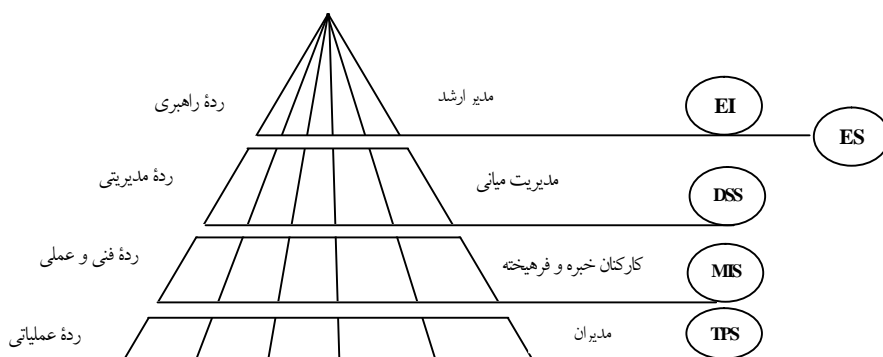 ردهٔ راهبری
مدیر ارشد
EI
ES
ردهٔ مدیریتی
مدیریت میانی
DSS
ردهٔ فنی و عملی
کارکنان خبره و فرهیخته
MIS
ردهٔ عملیاتی
مدیران
TPS